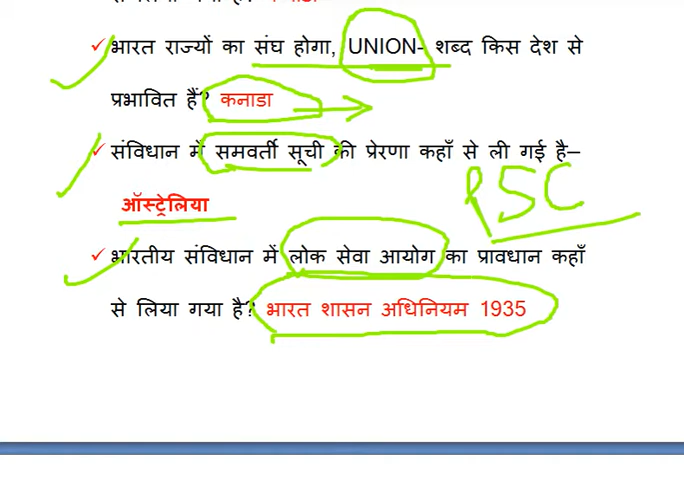 भारत राज्यों का संघ होगा, UNION- शब्द किस देश से
प्रभावित हैं? कनाडा
संविधान में समवर्ती सूची की प्रेरणा कहाँ से ली गई है–
ऑस्ट्रेलिया
PSC
भारतीय संविधान में लोक सेवा आयोग का प्रावधान कहाँ
से लिया गया है? भारत शासन अधिनियम 1935